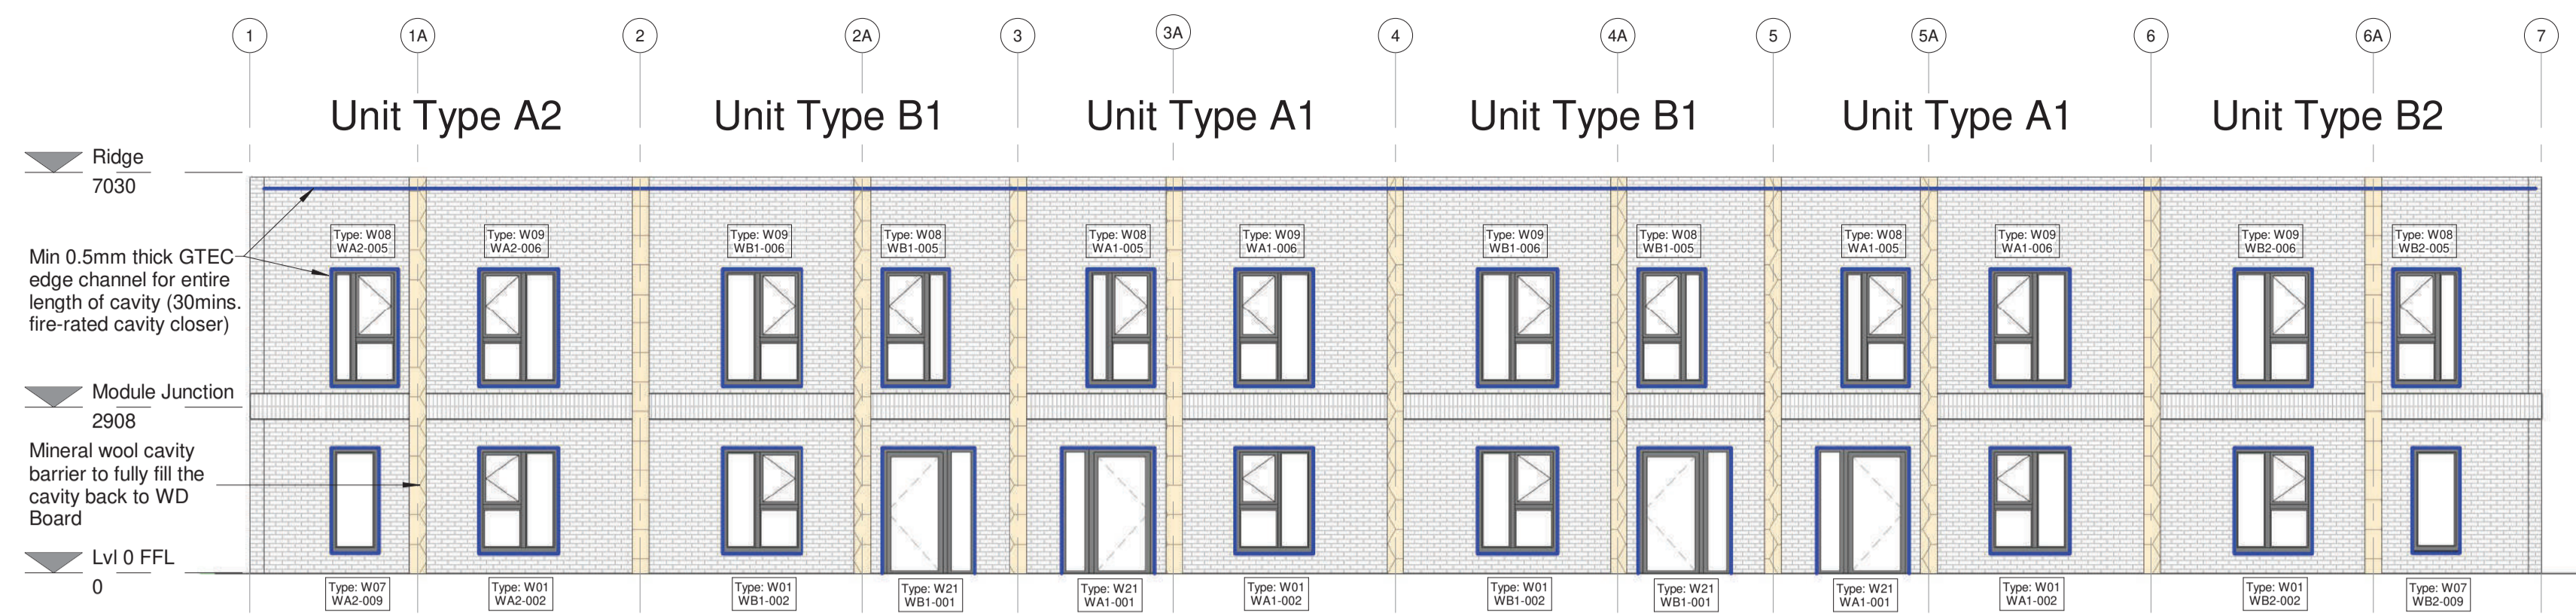 1 1A 2 2A 3 3A 4 4A 5 5A 6 6A 7
Unit Type A2 Unit Type B1 Unit Type A1 Unit Type B1 Unit Type A1 Unit Type B2
Ridge
7030
Min 0.5mm thick GTEC
edge channel for entire
length of cavity (30mins.
fire-rated cavity closer)
Module Junction
2908
Mineral wool cavity
barrier to fully fill the
cavity back to WD
Board
Lvl 0 FFL
0
Type: W08
WA2-005
Type: W09
WA2-006
Type: W09
WB1-006
Type: W08
WB1-005
Type: W08
WA1-005
Type: W09
WA1-006
Type: W09
WB1-006
Type: W08
WB1-005
Type: W08
WA1-005
Type: W09
WA1-006
Type: W09
WB2-006
Type: W08
WB2-005
Type: W07
WA2-009
Type: W01
WA2-002
Type: W01
WB1-002
Type: W21
WB1-001
Type: W21
WA1-001
Type: W01
WA1-002
Type: W01
WB1-002
Type: W21
WB1-001
Type: W21
WA1-001
Type: W01
WA1-002
Type: W01
WB2-002
Type: W07
WB2-009